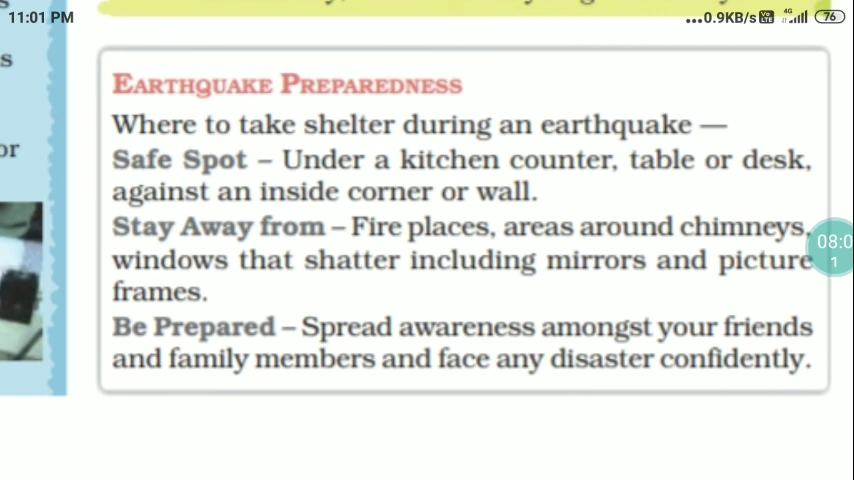 11:01 PM
...0.9KB/s
4G
76
s
or
EARTHQUAKE PREPAREDNESS
Where to take shelter during an earthquake —
Safe Spot – Under a kitchen counter, table or desk,
against an inside corner or wall.
Stay Away from – Fire places, areas around chimneys,
windows that shatter including mirrors and picture
frames.
Be Prepared – Spread awareness amongst your friends
and family members and face any disaster confidently.
08:0
1